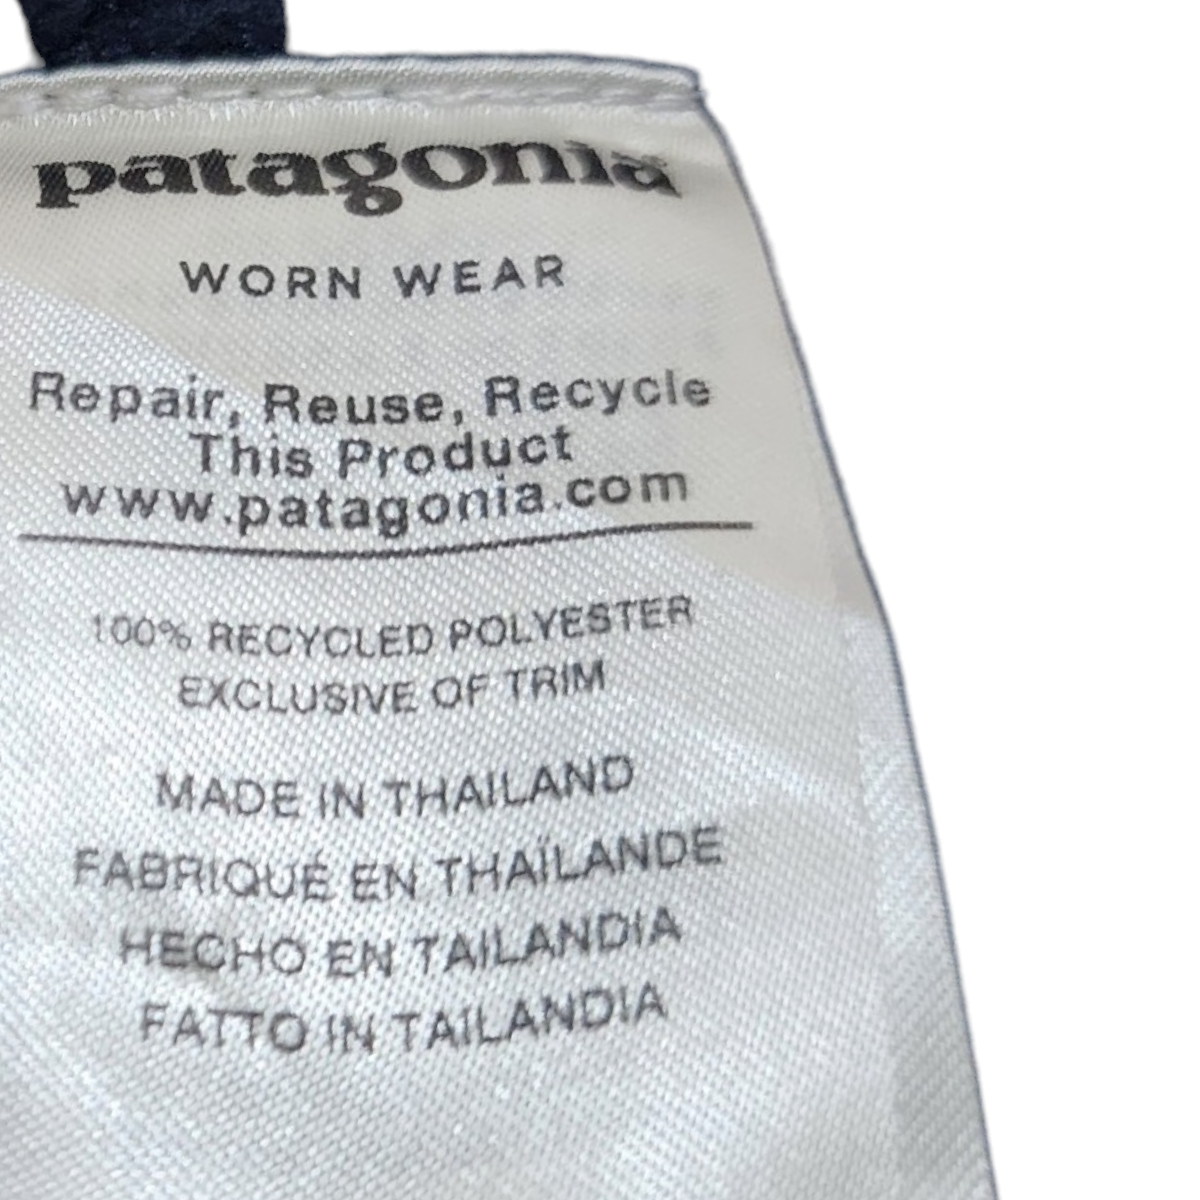 patagonia
WORN WEAR
Repair, Reuse, Recycle
This Product
www.patagonia.com
100% RECYCLED POLYESTER
EXCLUSIVE OF TRIM
MADE IN THAILAND
FABRIQUÉ EN THAÏLANDE
HECHO EN TAILANDIA
FATTO IN TAILANDIA